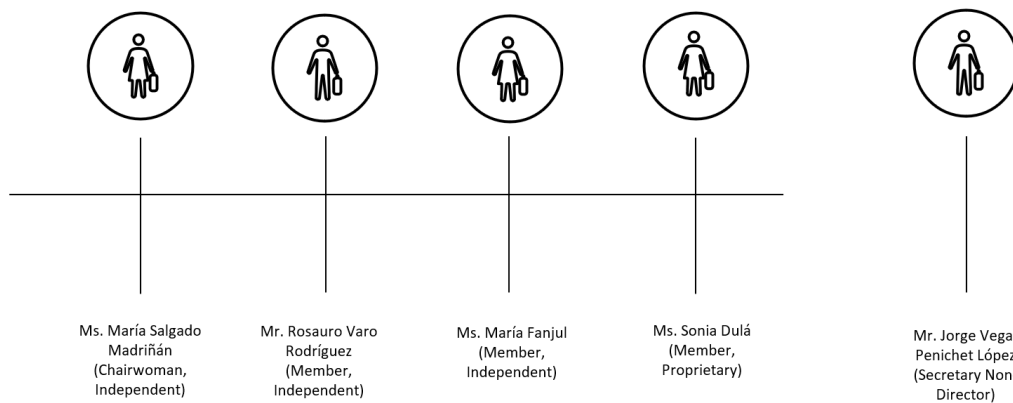 Ms. María Salgado
Madriñán
(Chairwoman,
Independent)
Mr. Rosauro Varo
Rodríguez
(Member,
Independent)
Ms. María Fanjul
(Member,
Independent)
Ms. Sonia Dulá
(Member,
Proprietary)
Mr. Jorge Vega
Penichet López
(Secretary Non
Director)